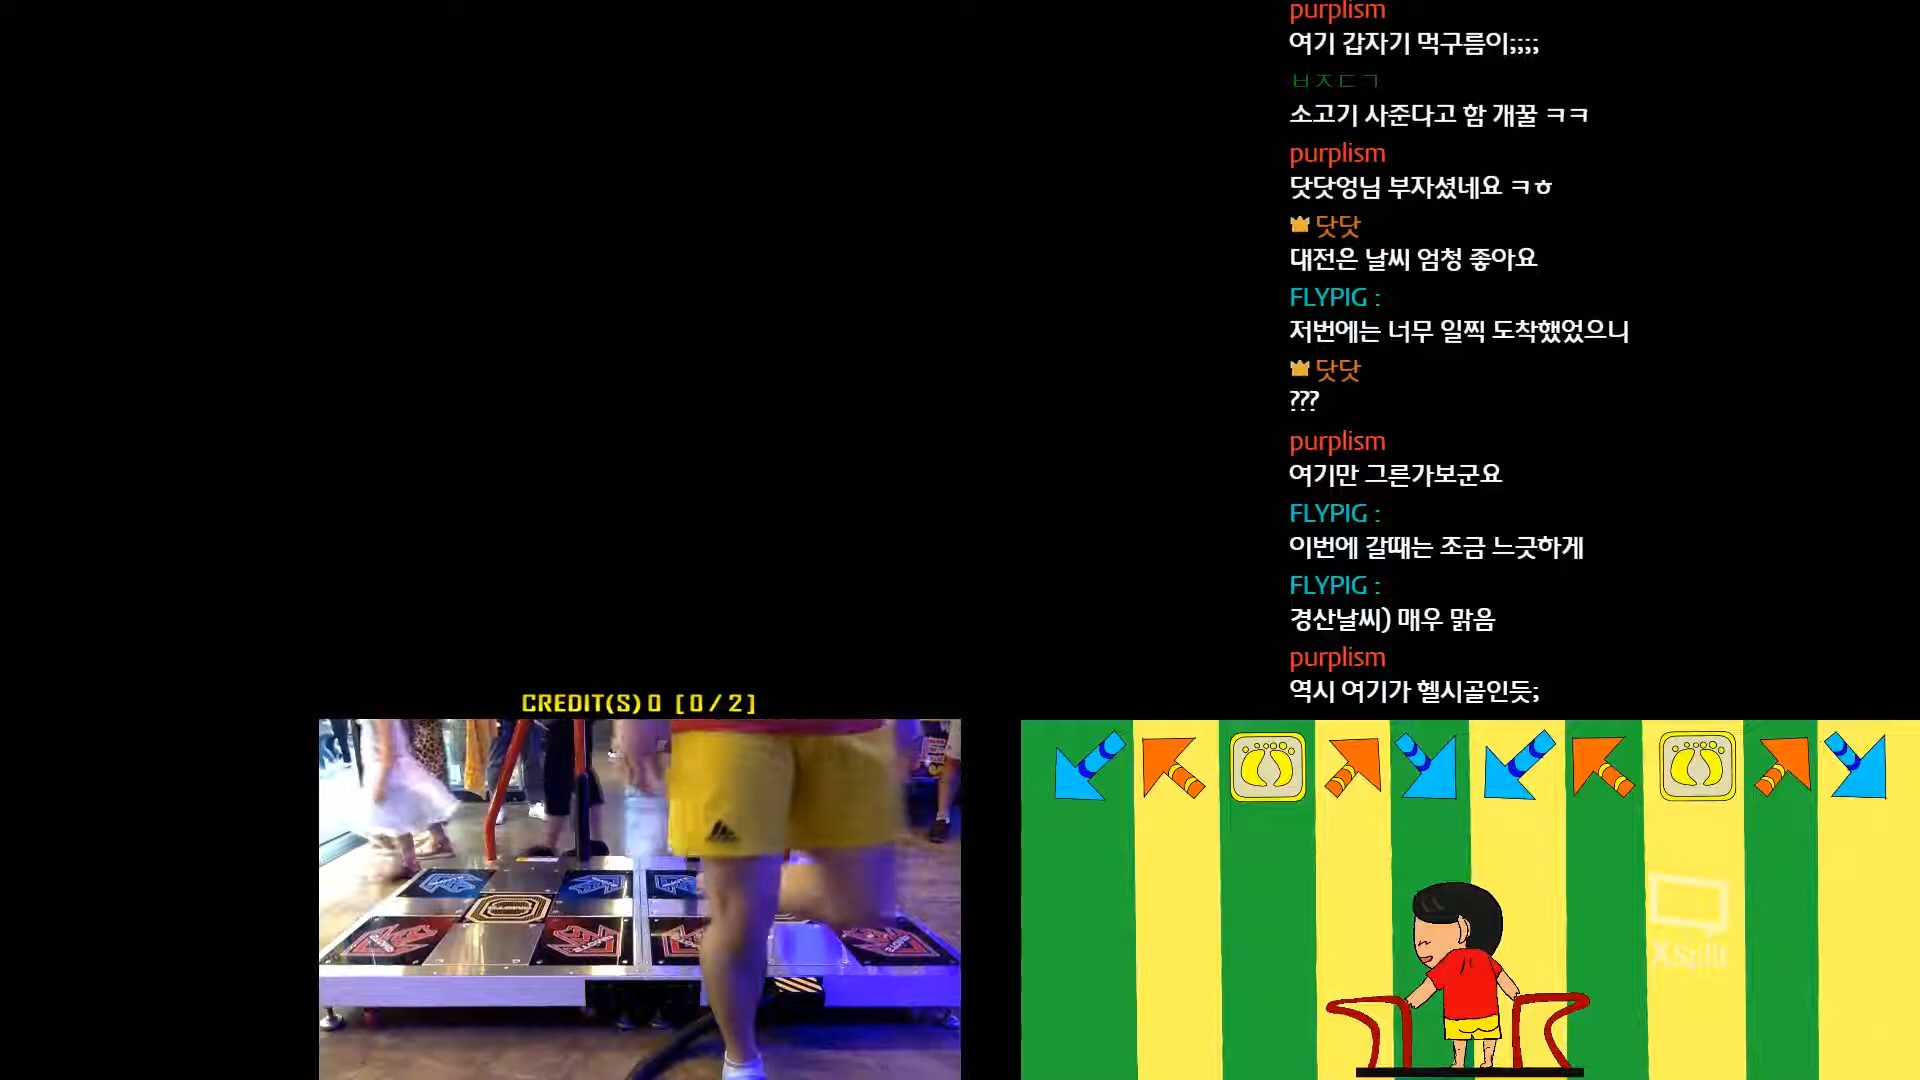 purplism
여기 갑자기 먹구름이;;;;
ㅂㅈㄷㄱ
소고기 사준다고 함 개꿀 ㅋㅋ
purplism
닷닷엉님 부자셨네요 ㅋㅎ
닷닷
대전은 날씨 엄청 좋아요
FLYPIG :
저번에는 너무 일찍 도착했었으니
닷닷
???
purplism
여기만 그른가보군요
FLYPIG :
이번에 갈때는 조금 느긋하게
FLYPIG :
경산날씨) 매우 맑음
purplism
역시 여기가 헬시골인듯;
CREDIT(S) 0 [ 0 / 2 ]
XSplit